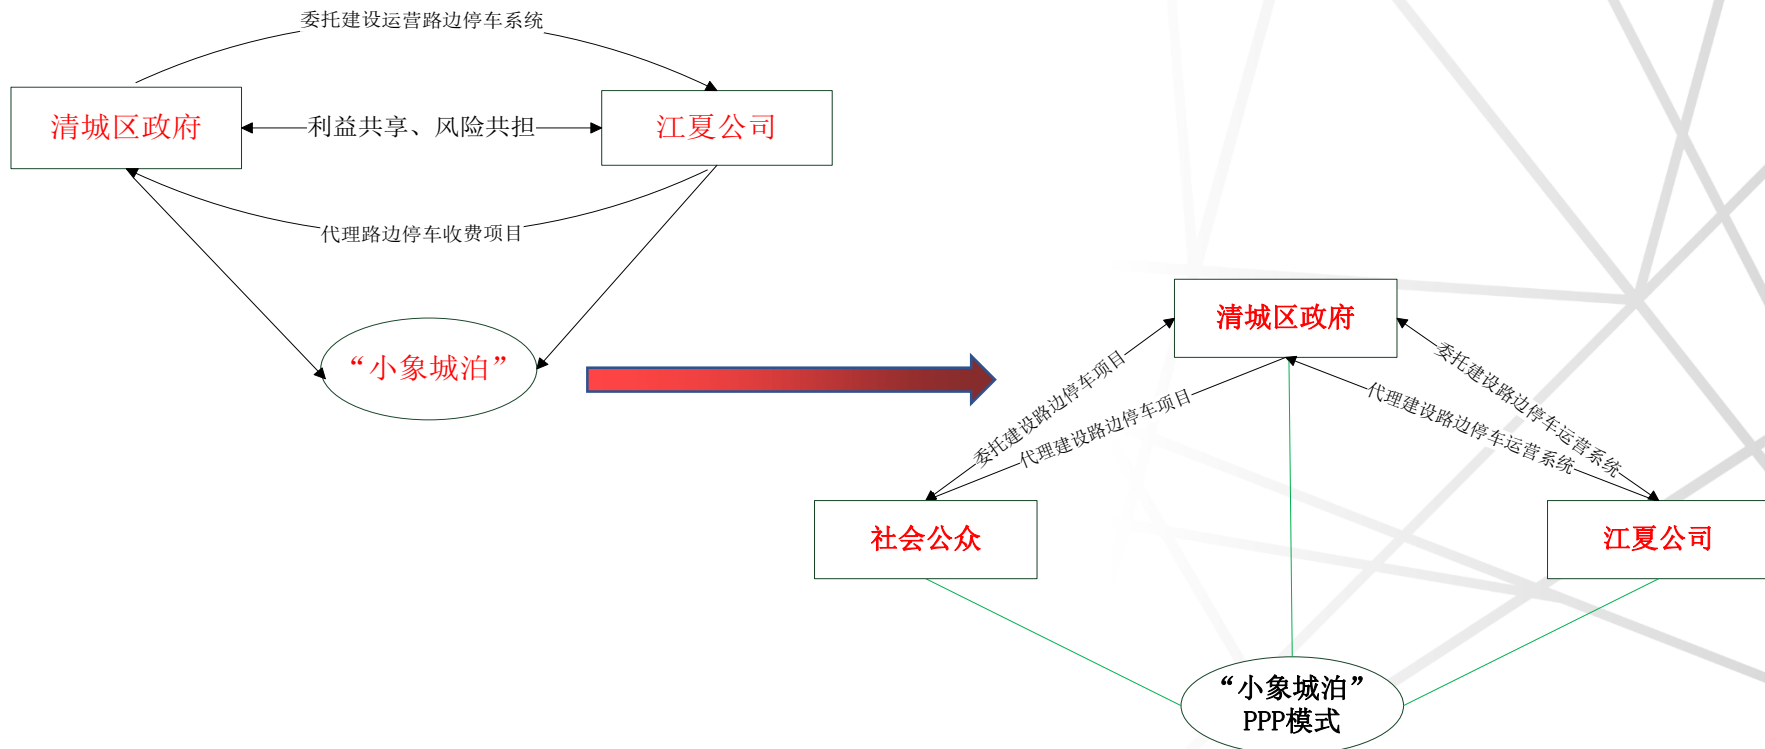 委托建设运营路边停车系统
清城区政府
利益共享、风险共担
江夏公司
代理路边停车收费项目
“小象城泊”
清城区政府
委托建设路边停车项目
代理建设路边停车项目
委托建设路边停车运营系统
代理建设路边停车运营系统
社会公众
江夏公司
“小象城泊”
PPP模式